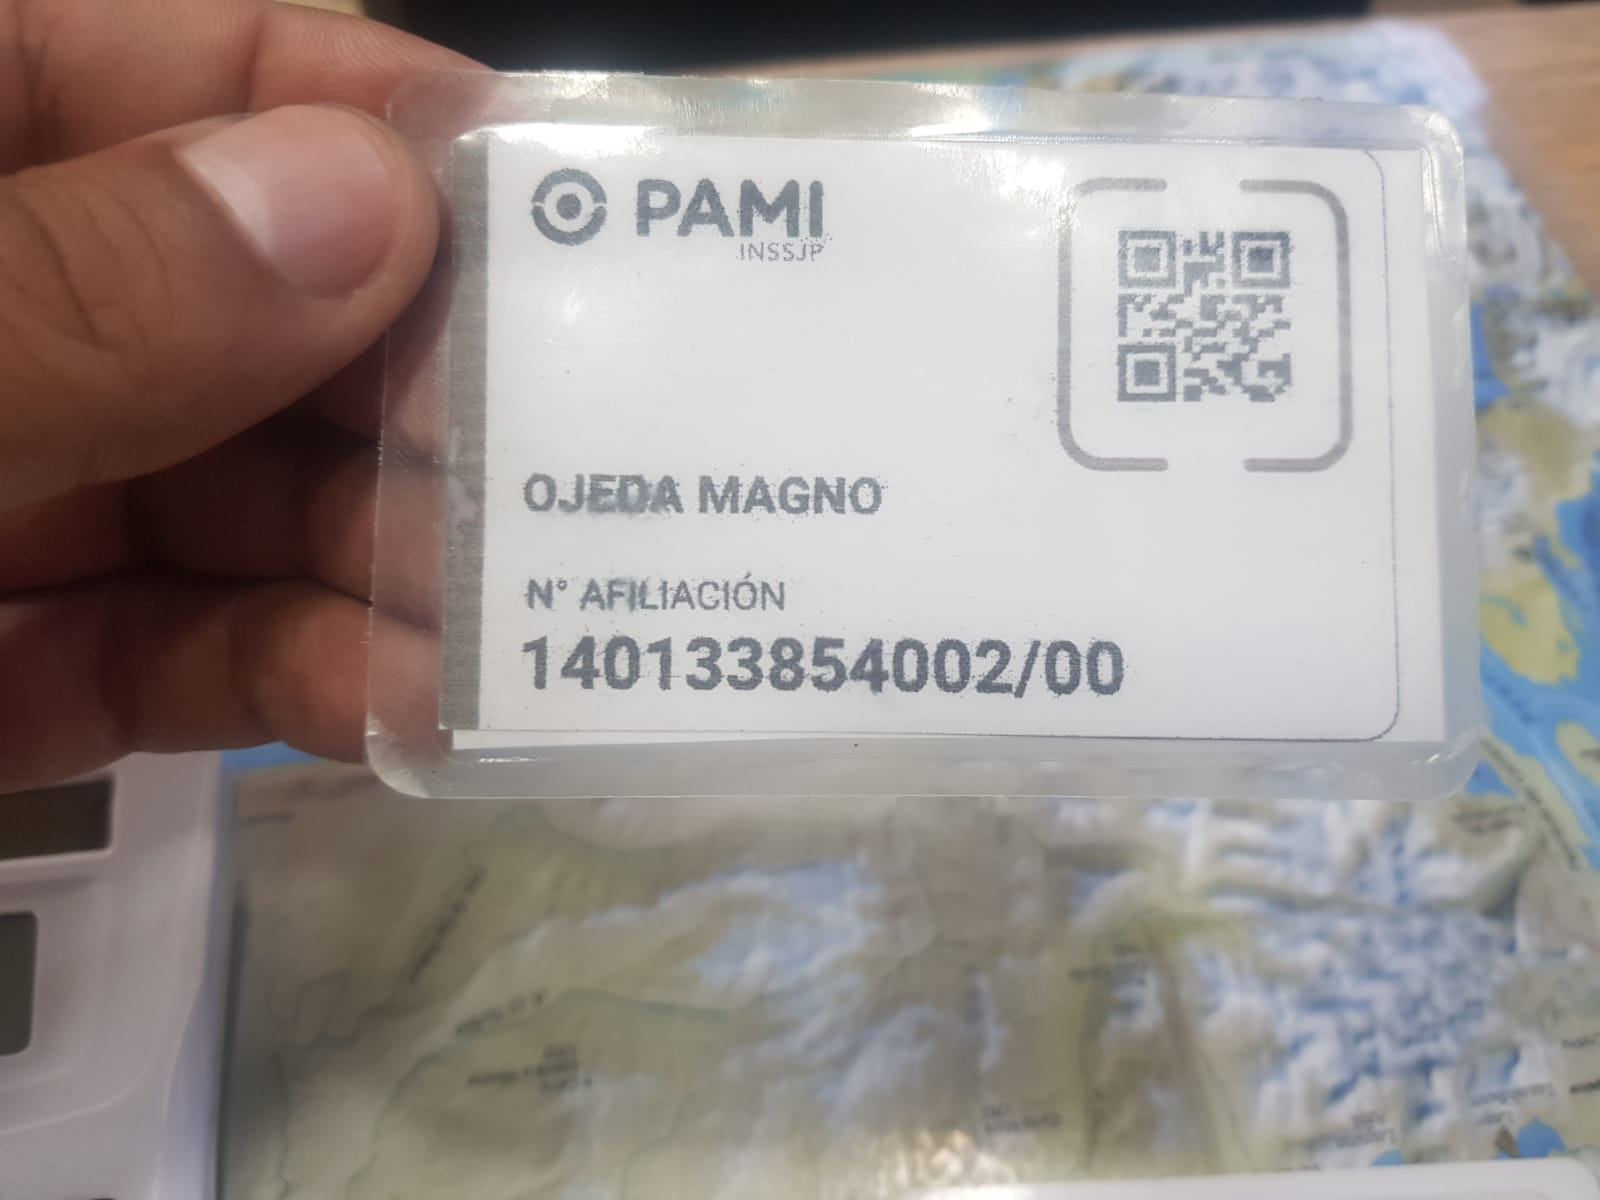 PAMI
INSSJP
OJEDA MAGNO
N° AFILIACIÓN
140133854002/00